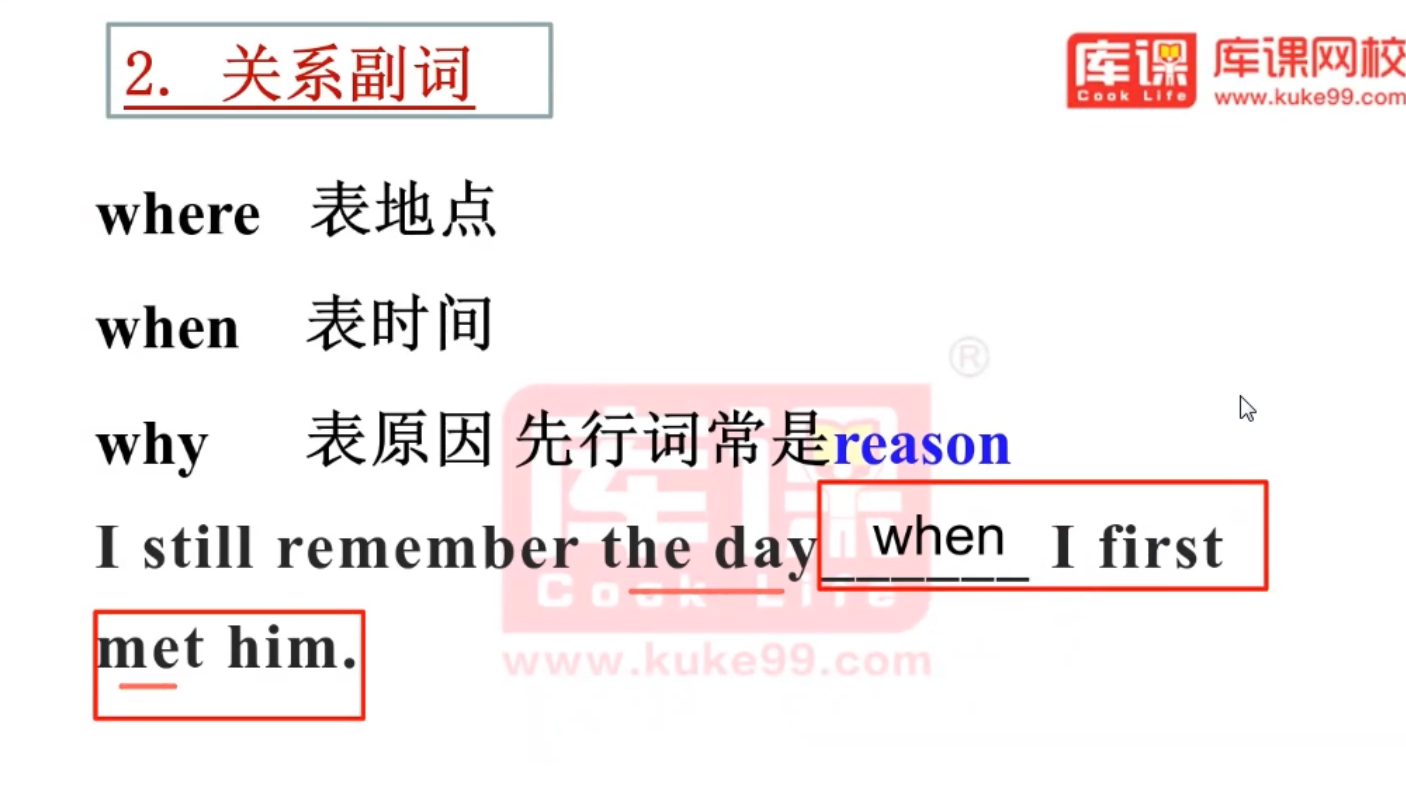 2. 关系副词
库课 Cook Life 库课网校
www.kuke99.com
where 表地点
when 表时间
why 表原因 先行词常是reason
I still remember the day when______ I first
met him.
库课 ®
Cook Life
www.kuke99.com